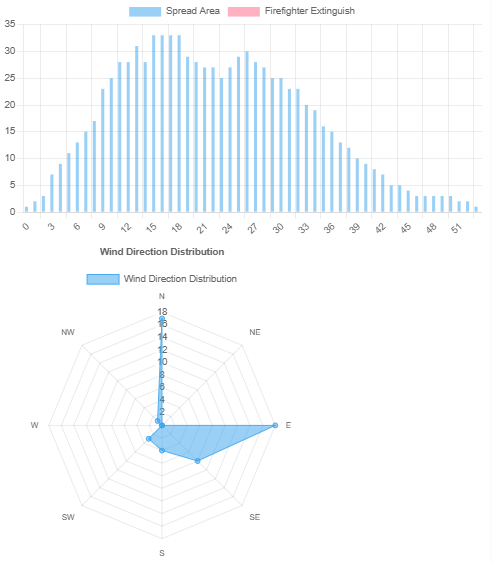 Spread Area Firefighter Extinguish
35
30
25
20
15
10
5
0
0 3 6 9 12 15 18 21 24 27 30 33 36 39 42 45 48 51
Wind Direction Distribution
Wind Direction Distribution
N
18
NW 16 NE
14
12
10
8
6
4
2
W E
SW SE
S